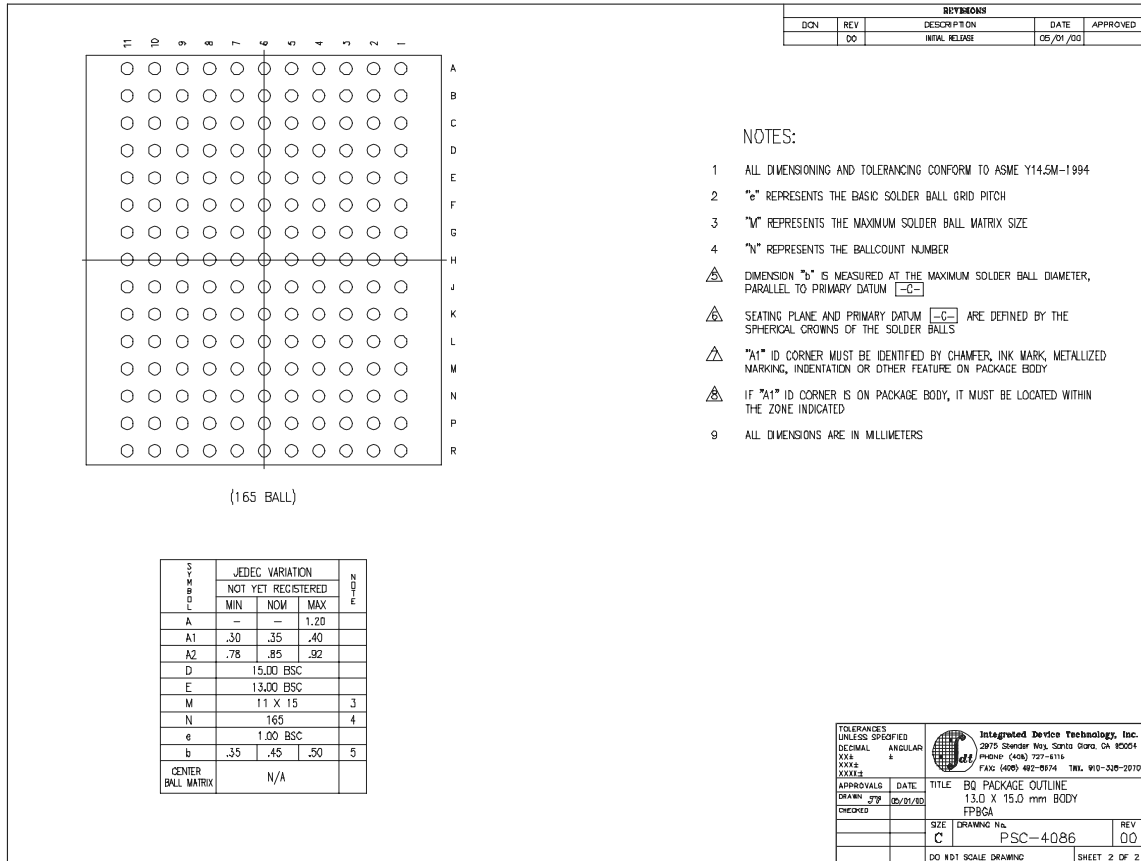 REVISIONS
DCN REV DESCRIPTION DATE APPROVED
00 INITIAL RELEASE 05/01/00
11 10 9 8 7 6 5 4 3 2 1
A
B
C
D
E
F
G
H
J
K
L
M
N
P
R
(165 BALL)
NOTES:
1 ALL DIMENSIONING AND TOLERANCING CONFORM TO ASME Y14.5M-1994
2 "e" REPRESENTS THE BASIC SOLDER BALL GRID PITCH
3 "M" REPRESENTS THE MAXIMUM SOLDER BALL MATRIX SIZE
4 "N" REPRESENTS THE BALLCOUNT NUMBER
5 DIMENSION "b" IS MEASURED AT THE MAXIMUM SOLDER BALL DIAMETER,
PARALLEL TO PRIMARY DATUM -C-
6 SEATING PLANE AND PRIMARY DATUM -C- ARE DEFINED BY THE
SPHERICAL CROWNS OF THE SOLDER BALLS
7 "A1" ID CORNER MUST BE IDENTIFIED BY CHAMFER, INK MARK, METALLIZED
MARKING, INDENTATION OR OTHER FEATURE ON PACKAGE BODY
8 IF "A1" ID CORNER IS ON PACKAGE BODY, IT MUST BE LOCATED WITHIN
THE ZONE INDICATED
9 ALL DIMENSIONS ARE IN MILLIMETERS
SYMBOL JEDEC VARIATION NOTE
NOT YET REGISTERED
MIN NOM MAX
A – – 1.20
A1 .30 .35 .40
A2 .78 .85 .92
D 15.00 BSC
E 13.00 BSC
M 11 X 15 3
N 165 4
e 1.00 BSC
b .35 .45 .50 5
CENTER
BALL MATRIX N/A
TOLERANCES
UNLESS SPECIFIED
DECIMAL ANGULAR
XX± ±
XXX±
XXXX±
APPROVALS DATE
DRAWN 05/01/00
CHECKED
idt
Integrated Device Technology, Inc.
2975 Stender Way, Santa Clara, CA 95054
PHONE: (408) 727-6116
FAX: (408) 492-8674 TWX: 910-338-2070
TITLE BQ PACKAGE OUTLINE
13.0 X 15.0 mm BODY
FPBGA
SIZE DRAWING No. REV
C PSC-4086 00
DO NOT SCALE DRAWING SHEET 2 OF 2